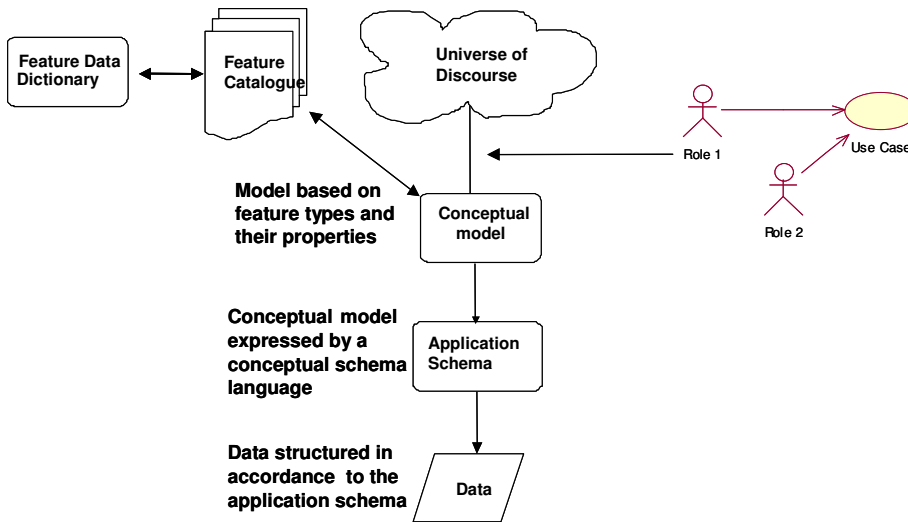 Feature Data
Dictionary
Feature
Catalogue
Universe of
Discourse
Role 1
Use Case
Role 2
Model based on
feature types and
their properties
Conceptual
model
Conceptual model
expressed by a
conceptual schema
language
Application
Schema
Data structured in
accordance to the
application schema
Data